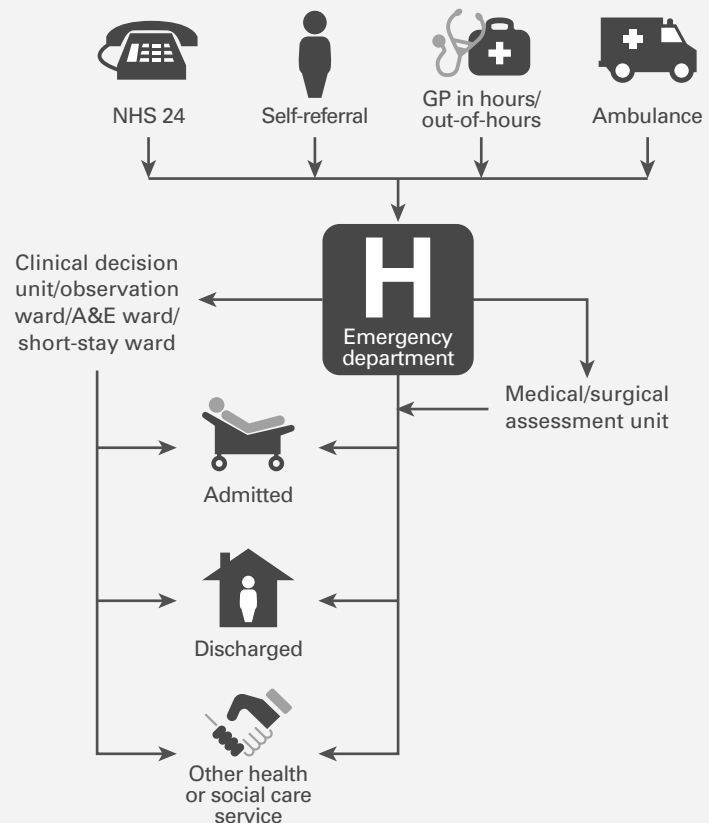 NHS 24
Self-referral
GP in hours/
out-of-hours
Ambulance
H
Emergency
department
Clinical decision
unit/observation
ward/A&E ward/
short-stay ward
Medical/surgical
assessment unit
Admitted
Discharged
Other health
or social care
service